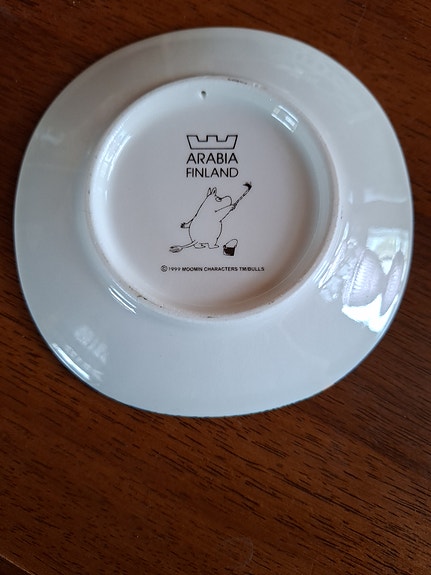 ARABIA
FINLAND
©1999 MOOMIN CHARACTERS TM/BULLS